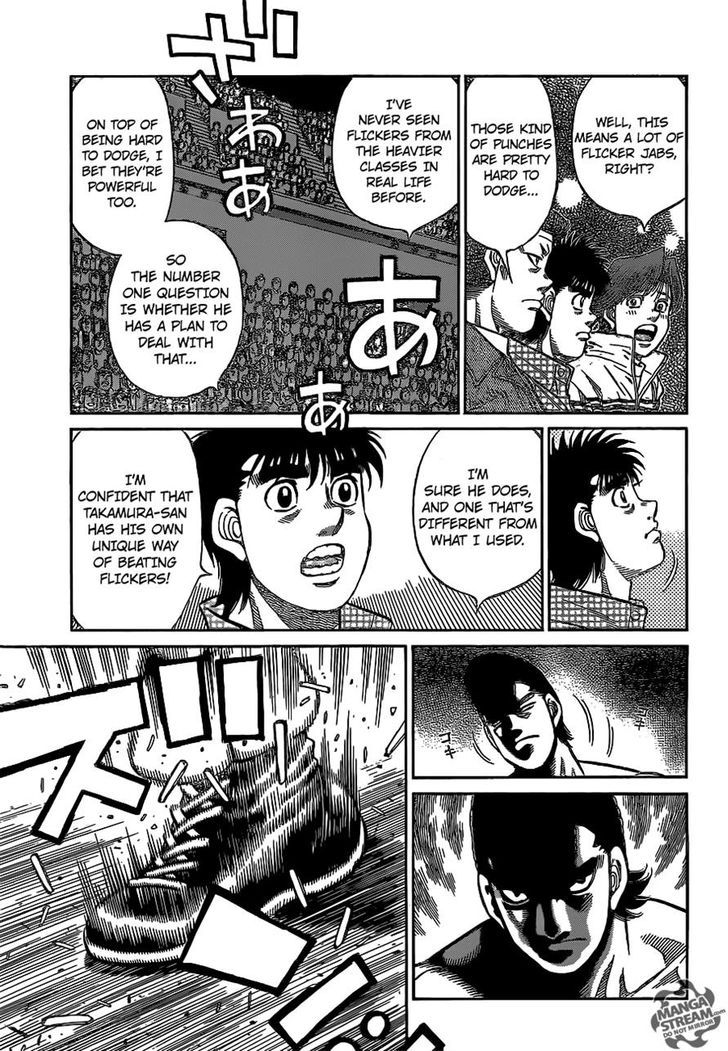 WELL, THIS
MEANS A LOT OF
FLICKER JABS,
RIGHT?
THOSE KIND
OF PUNCHES
ARE PRETTY
HARD TO
DODGE...
I'VE
NEVER SEEN
FLICKERS FROM
THE HEAVIER
CLASSES IN
REAL LIFE
BEFORE.
ON TOP OF
BEING HARD
TO DODGE, I
BET THEY'RE
POWERFUL
TOO.
SO
THE NUMBER
ONE QUESTION
IS WHETHER HE
HAS A PLAN TO
DEAL WITH
THAT...
わ
あ
あ
あ
I'M
SURE HE DOES,
AND ONE THAT'S
DIFFERENT FROM
WHAT I USED.
I'M
CONFIDENT THAT
TAKAMURA-SAN
HAS HIS OWN
UNIQUE WAY
OF BEATING
FLICKERS!
コキ
コキ
ズ
MANGA
STREAM.com
DO NOT MIRROR!